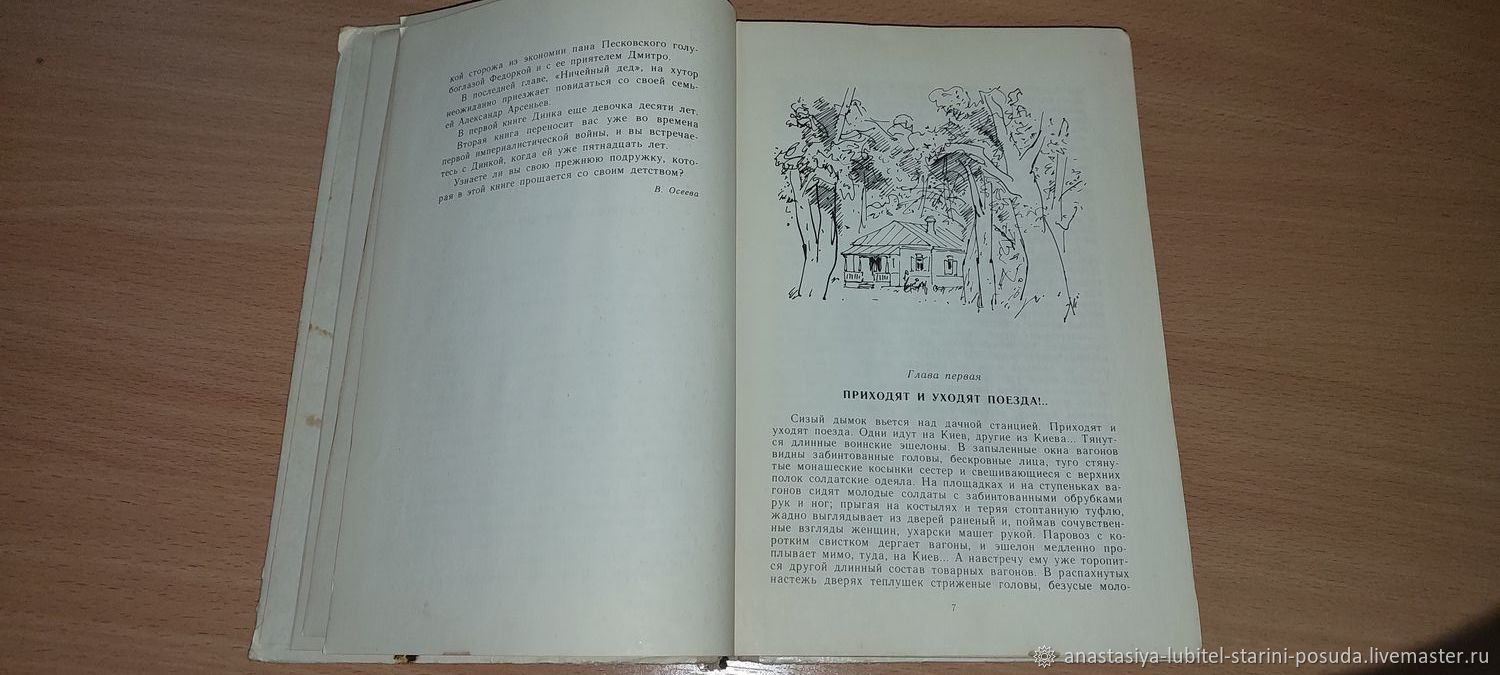 кой сторожа из экономии пана Песковского голу-
боглазой Федоркой и с ее приятелем Дмитро.
В последней главе, «Ничейный дед», на хутор
неожиданно приезжает повидаться со своей семь-
ей Александр Арсеньев.
В первой книге Динка еще девочка десяти лет.
Вторая книга переносит вас уже во времена
первой империалистической войны, и вы встречае-
тесь с Динкой, когда ей уже пятнадцать лет.
Узнаете ли вы свою прежнюю подружку, кото-
рая в этой книге прощается со своим детством?
В. Осеева
Глава первая
ПРИХОДЯТ И УХОДЯТ ПОЕЗДА!..
Сизый дымок вьется над дачной станцией. Приходят и
уходят поезда. Одни идут на Киев, другие из Киева... Тянут-
ся длинные воинские эшелоны. В запыленные окна вагонов
видны забинтованные головы, бескровные лица, туго стяну-
тые монашеские косынки сестер и свешивающиеся с верхних
полок солдатские одеяла. На площадках и на ступеньках ва-
гонов сидят молодые солдаты с забинтованными обрубками
рук и ног; прыгая на костылях и теряя стоптанную туфлю,
жадно выглядывает из дверей раненый и, поймав сочувствен-
ные взгляды женщин, ухарски машет рукой. Паровоз с ко-
ротким свистком дергает вагоны, и эшелон медленно про-
плывает мимо, туда, на Киев... А навстречу ему уже торопит-
ся другой длинный состав товарных вагонов. В распахнутых
настежь дверях теплушек стриженые головы, безусые моло-
7
anastasiya-lubitel-starini-posuda.livemaster.ru